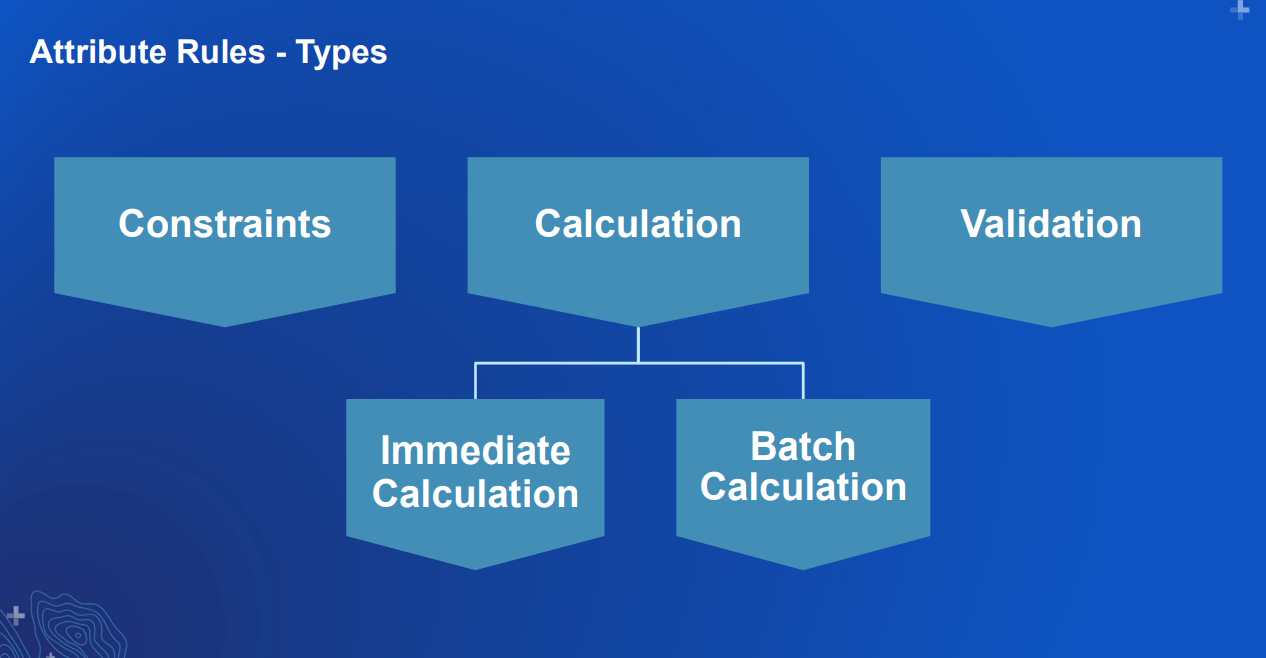 Attribute Rules - Types
Constraints
Calculation
Validation
Immediate
Calculation
Batch
Calculation